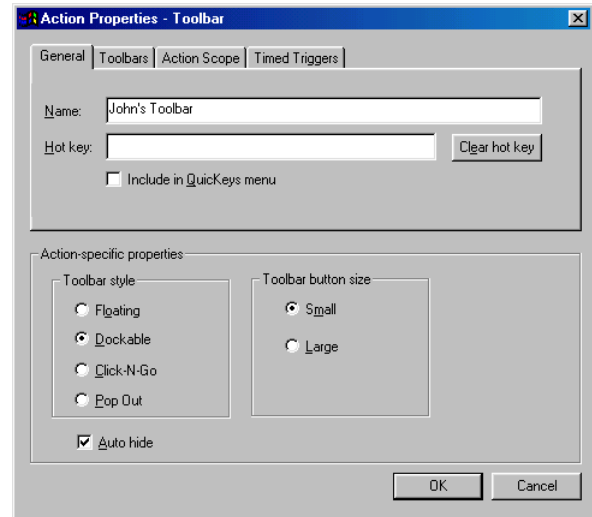 Action Properties - Toolbar
General Toolbars Action Scope Timed Triggers
Name: John's Toolbar
Hot key: Clear hot key
Include in QuicKeys menu
Action-specific properties
Toolbar style
Floating
Dockable
Click-N-Go
Pop Out
Toolbar button size
Small
Large
Auto hide
OK Cancel